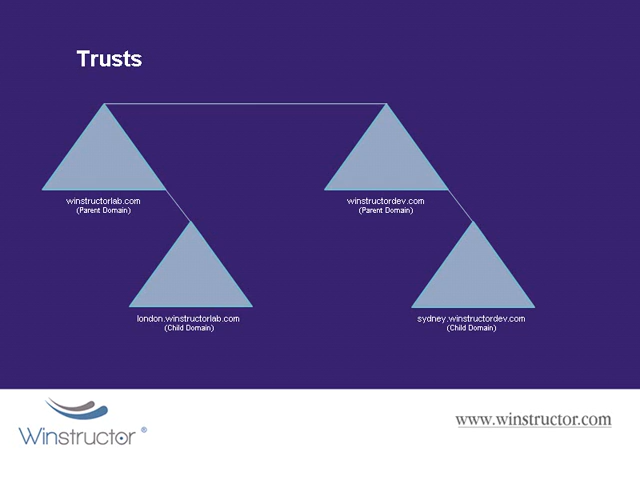 Trusts
winstructorlab.com
(Parent Domain)
winstructordev.com
(Parent Domain)
london.winstructorlab.com
(Child Domain)
sydney.winstructordev.com
(Child Domain)
Winstructor ®
www.winstructor.com